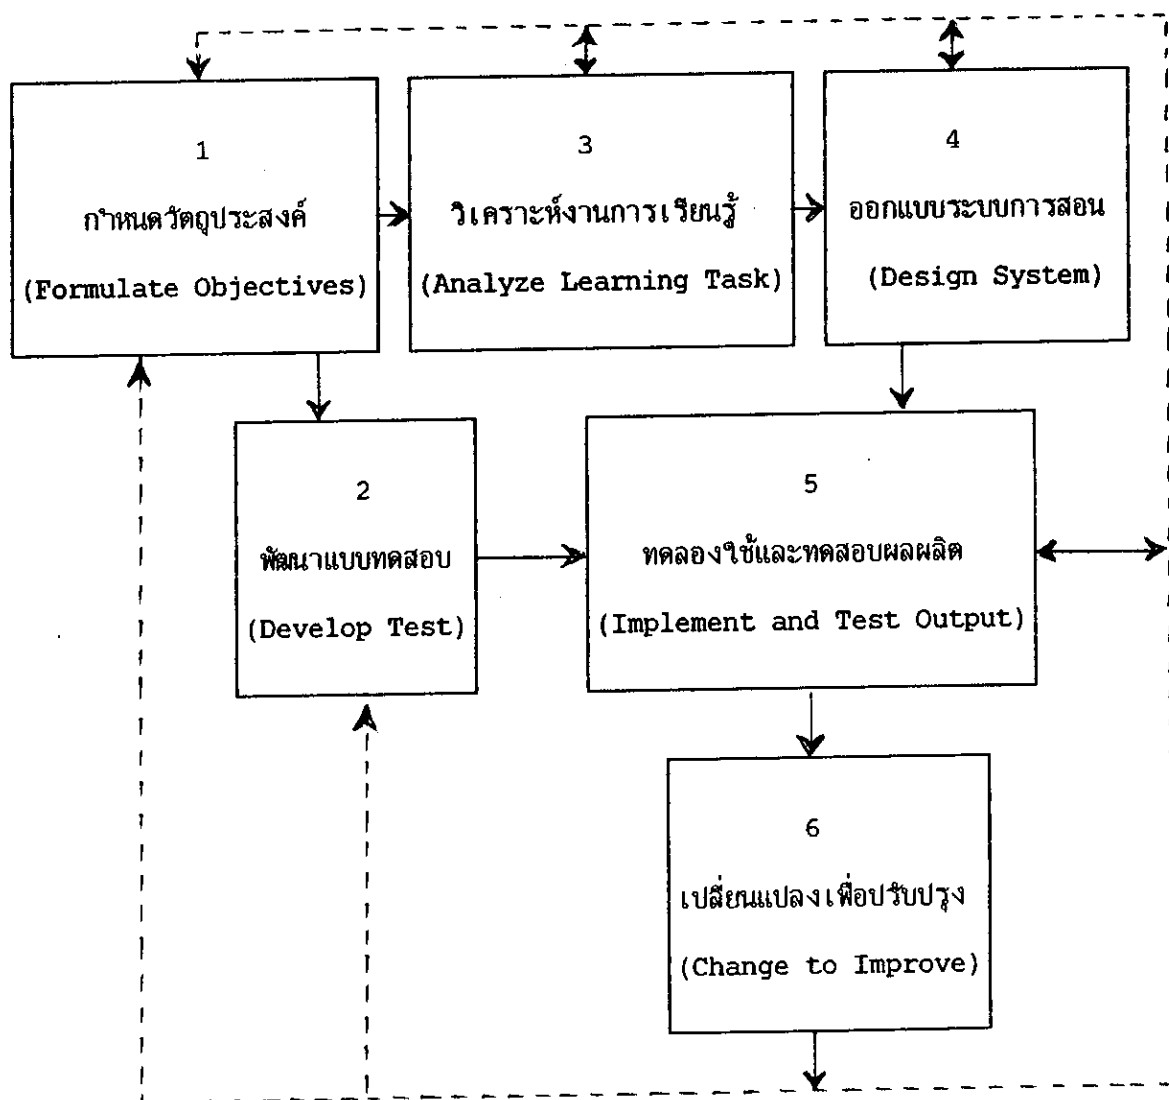 1
กำหนดวัตถุประสงค์
(Formulate Objectives)
3
วิเคราะห์งานการเรียนรู้
(Analyze Learning Task)
4
ออกแบบระบบการสอน
(Design System)
2
พัฒนาแบบทดสอบ
(Develop Test)
5
ทดลองใช้และทดสอบผลผลิต
(Implement and Test Output)
6
เปลี่ยนแปลงเพื่อปรับปรุง
(Change to Improve)